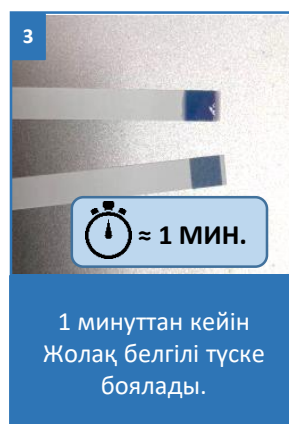 3
≈ 1 МИН.
1 минуттан кейін
Жолақ белгілі түске
боялады.